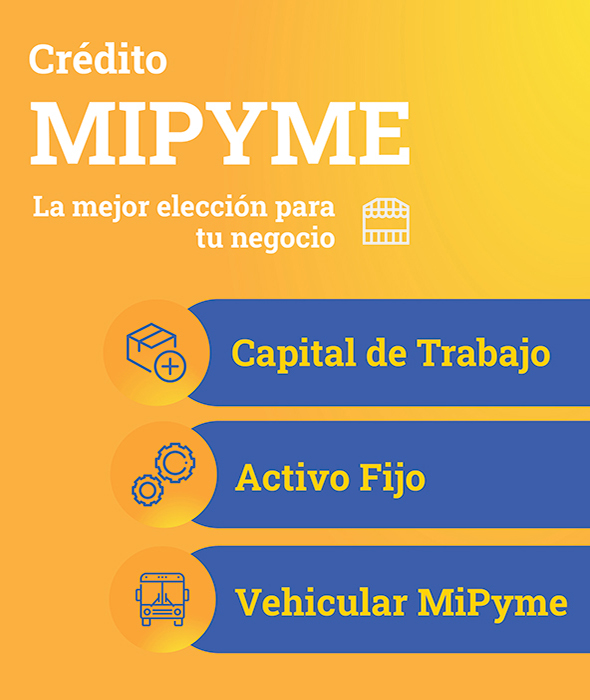 Crédito
MIPYME
La mejor elección para
tu negocio
Capital de Trabajo
Activo Fijo
Vehicular MiPyme